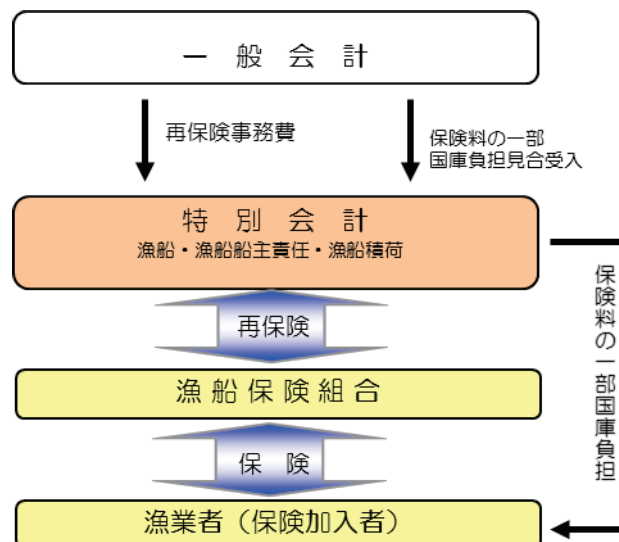 一般会計
再保険事務費
保険料の一部
国庫負担見合受入
特別会計
漁船・漁船船主責任・漁船積荷
再保険
漁船保険組合
保険
漁業者（保険加入者）
保険料の一部国庫負担